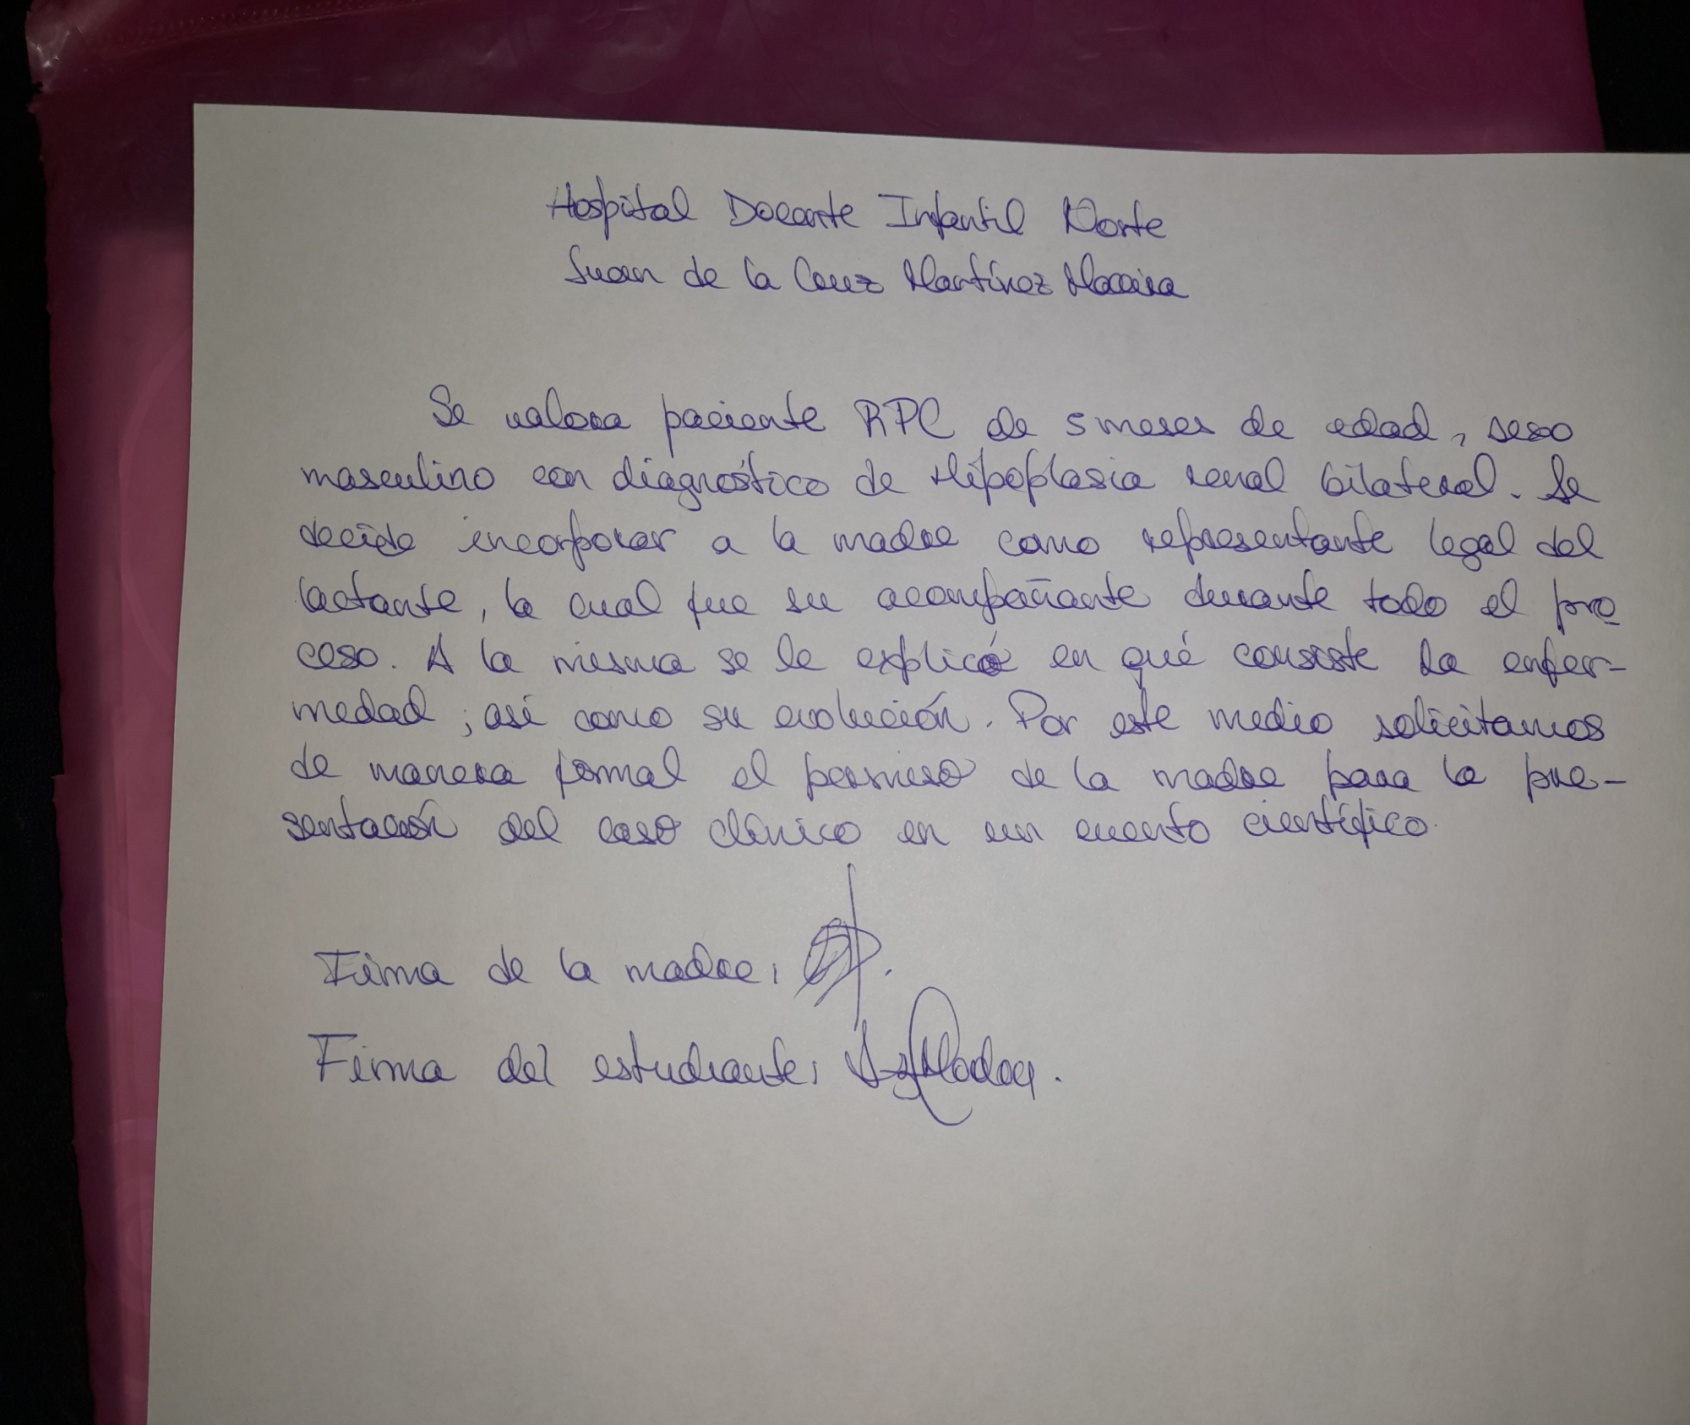 Hospital Docente Infantil Norte
Juan de la Cruz Martínez Maceira
Se valora paciente RPC de 5 meses de edad, sexo
masculino con diagnóstico de Hipoplasia renal bilateral. Se
decide incorporar a la madre como representante legal del
lactante, la cual fue su acompañante durante todo el pro
ceso. A la misma se le explicó en qué consiste la enfer-
medad, así como su evolución. Por este medio solicitamos
de manera formal el permiso de la madre para la pre-
sentación del caso clínico en un evento científico.
Firma de la madre:
Firma del estudiante: